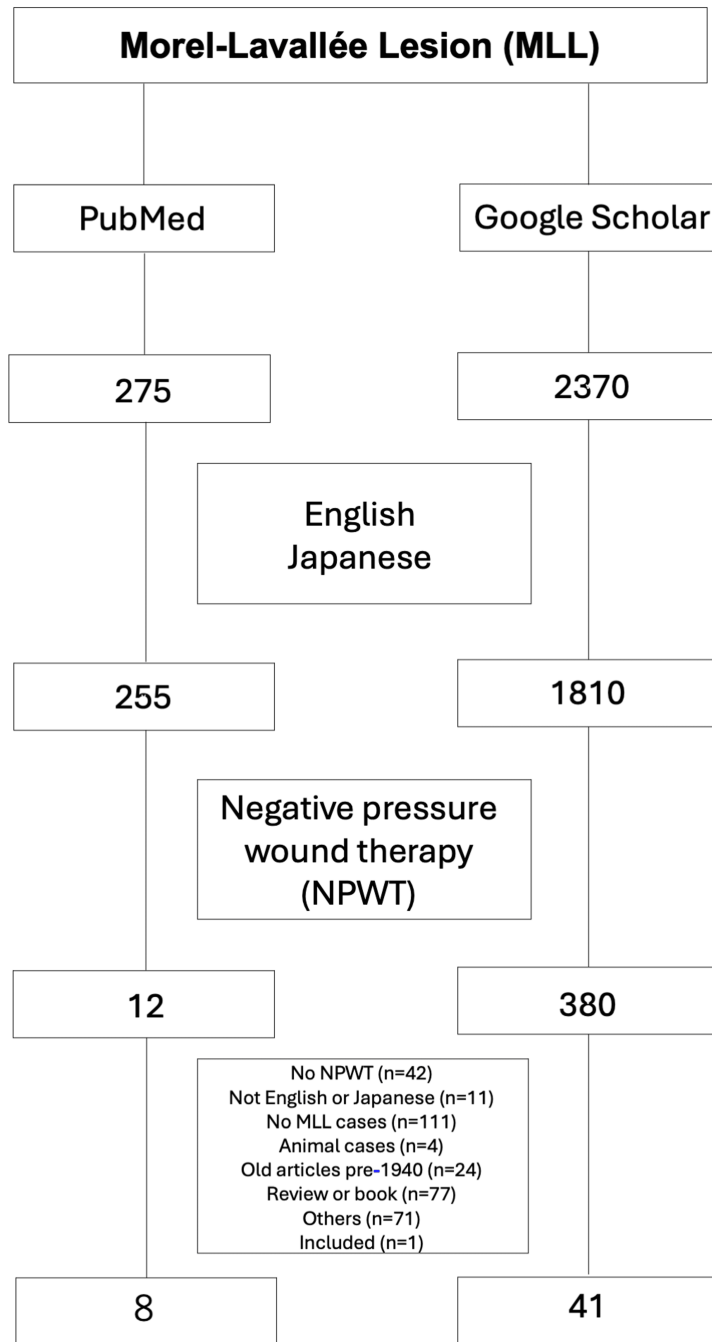 Morel-Lavallée Lesion (MLL)
PubMed
Google Scholar
275
2370
English
Japanese
255
1810
Negative pressure
wound therapy
(NPWT)
12
380
No NPWT (n=42)
Not English or Japanese (n=11)
No MLL cases (n=111)
Animal cases (n=4)
Old articles pre-1940 (n=24)
Review or book (n=77)
Others (n=71)
Included (n=1)
8
41